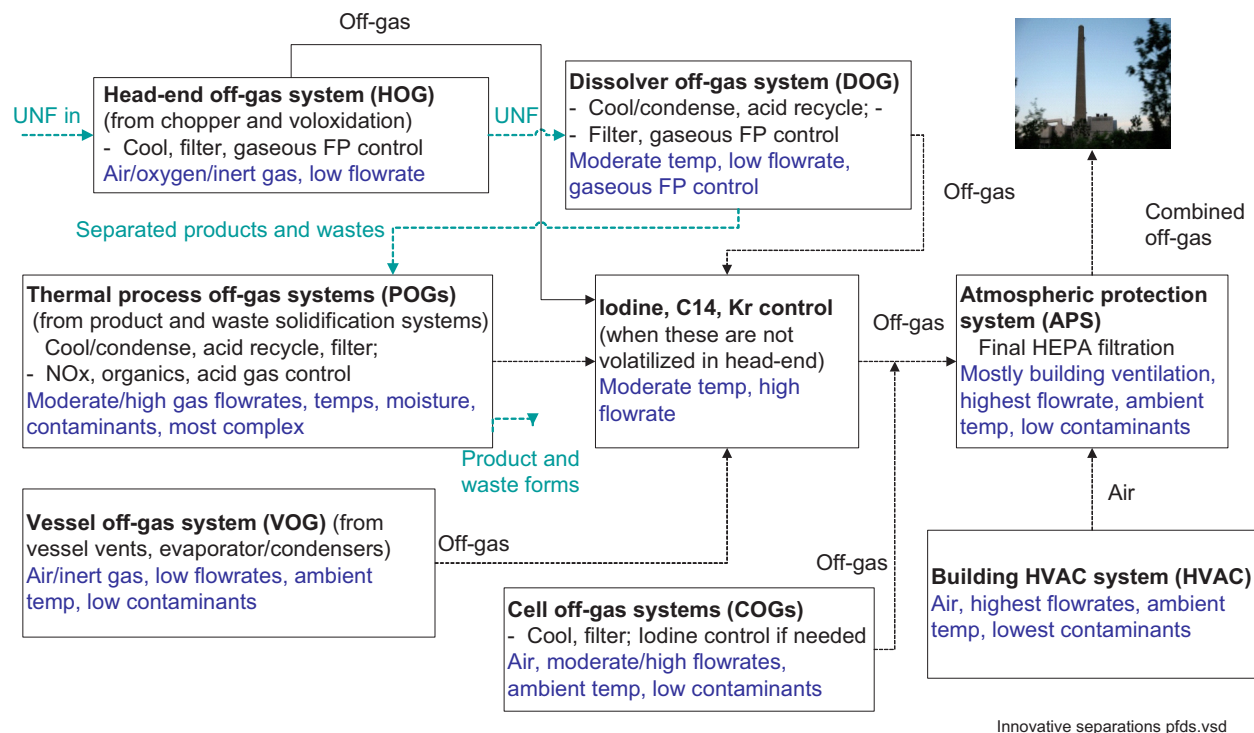 Off-gas
UNF in
Head-end off-gas system (HOG)
(from chopper and voloxidation)
- Cool, filter, gaseous FP control
Air/oxygen/inert gas, low flowrate
UNF
Dissolver off-gas system (DOG)
- Cool/condense, acid recycle; -
- Filter, gaseous FP control
Moderate temp, low flowrate,
gaseous FP control
Off-gas
Separated products and wastes
Combined
off-gas
Thermal process off-gas systems (POGs)
(from product and waste solidification systems)
Cool/condense, acid recycle, filter;
- NOx, organics, acid gas control
Moderate/high gas flowrates, temps, moisture,
contaminants, most complex
Iodine, C14, Kr control
(when these are not
volatilized in head-end)
Moderate temp, high
flowrate
Off-gas
Atmospheric protection
system (APS)
Final HEPA filtration
Mostly building ventilation,
highest flowrate, ambient
temp, low contaminants
Product and
waste forms
Air
Vessel off-gas system (VOG) (from
vessel vents, evaporator/condensers)
Air/inert gas, low flowrates, ambient
temp, low contaminants
Off-gas
Off-gas
Cell off-gas systems (COGs)
- Cool, filter; Iodine control if needed
Air, moderate/high flowrates,
ambient temp, low contaminants
Building HVAC system (HVAC)
Air, highest flowrates, ambient
temp, lowest contaminants
Innovative separations pfds.vsd